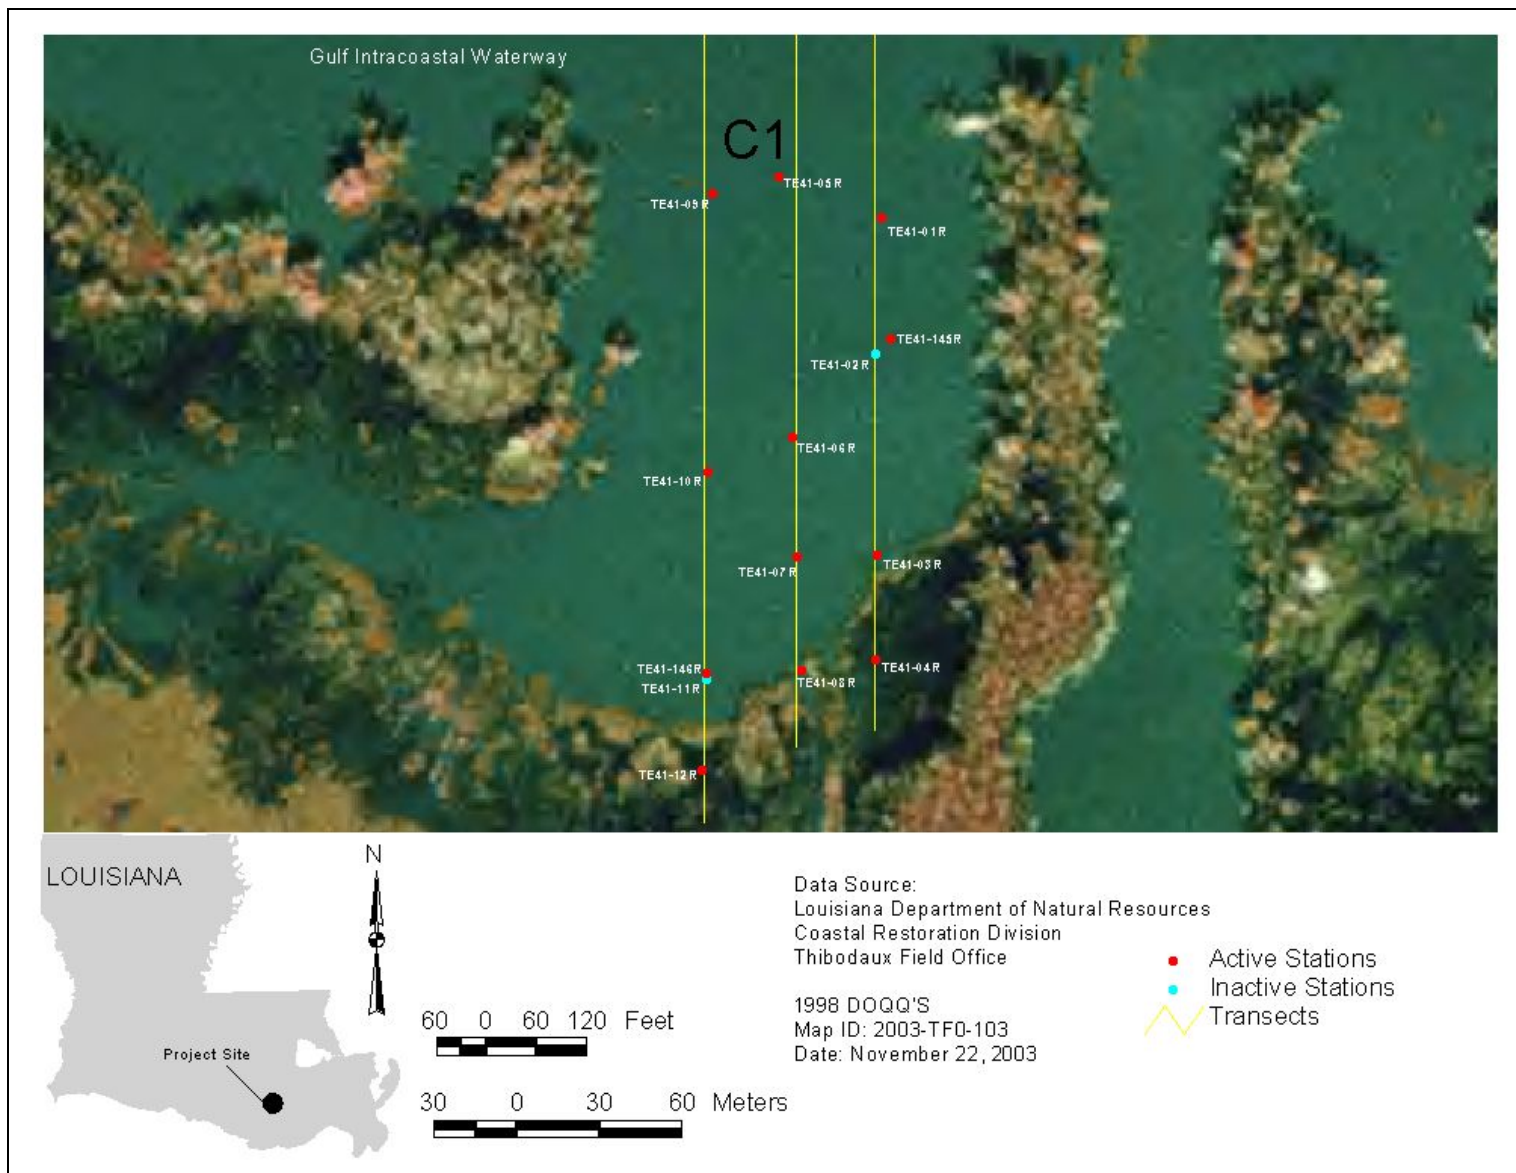 Gulf Intracoastal Waterway
C1
TE41-05R
TE41-09R
TE41-01R
TE41-145R
TE41-02R
TE41-06R
TE41-10R
TE41-03R
TE41-07R
TE41-146R
TE41-04R
TE41-08R
TE41-11R
TE41-12R
LOUISIANA
N
Project Site
60 0 60 120 Feet
30 0 30 60 Meters
Data Source:
Louisiana Department of Natural Resources
Coastal Restoration Division
Thibodaux Field Office
1998 DOQQ'S
Map ID: 2003-TF0-103
Date: November 22, 2003
Active Stations
Inactive Stations
Transects